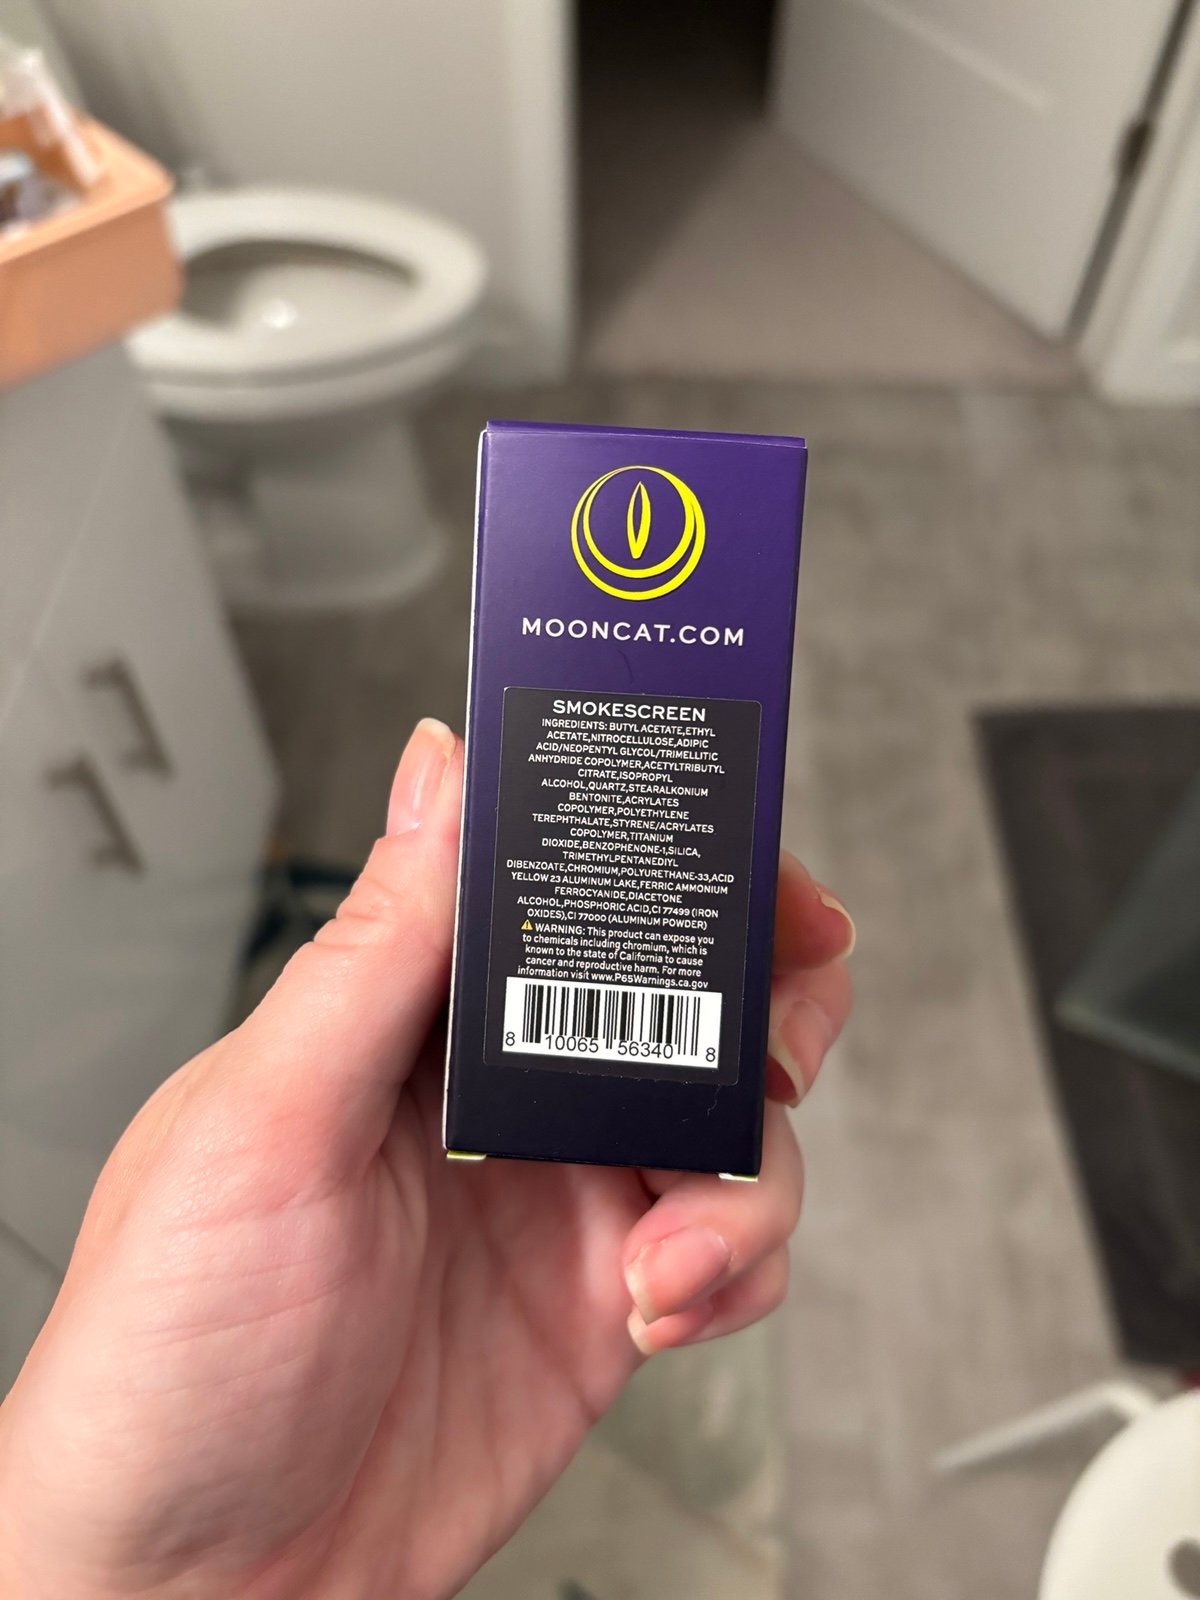 MOONCAT.COM
SMOKESCREEN
INGREDIENTS: BUTYL ACETATE,ETHYL
ACETATE,NITROCELLULOSE,ADIPIC
ACID/NEOPENTYL GLYCOL/TRIMELLITIC
ANHYDRIDE COPOLYMER,ACETYLTRIBUTYL
CITRATE,ISOPROPYL
ALCOHOL,QUARTZ,STEARALKONIUM
BENTONITE,ACRYLATES
COPOLYMER,POLYETHYLENE
TEREPHTHALATE,STYRENE/ACRYLATES
COPOLYMER,TITANIUM
DIOXIDE,BENZOPHENONE-1,SILICA,
TRIMETHYLPENTANEDIYL
DIBENZOATE,CHROMIUM,POLYURETHANE-33,ACID
YELLOW 23 ALUMINUM LAKE,FERRIC AMMONIUM
FERROCYANIDE,DIACETONE
ALCOHOL,PHOSPHORIC ACID,CI 77499 (IRON
OXIDES),CI 77000 (ALUMINUM POWDER)
⚠ WARNING: This product can expose you
to chemicals including chromium, which is
known to the state of California to cause
cancer and reproductive harm. For more
information visit www.P65Warnings.ca.gov
8 10065 56340 8